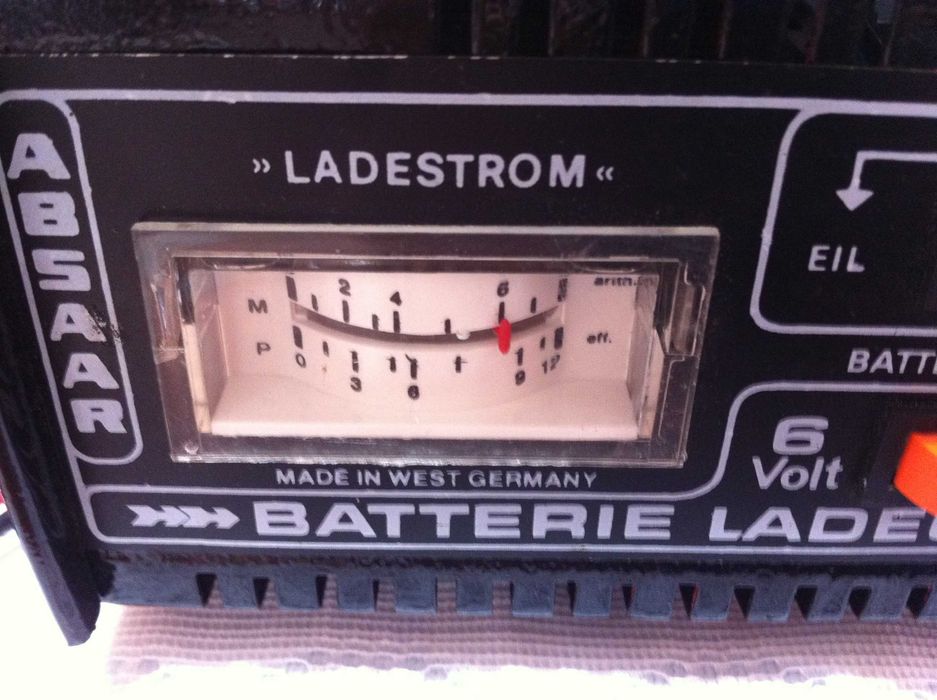 ABSAAR
» LADESTROM «
EIL
M
2
4
6
arithm.
P
eff.
0
3
6
9
12
BATT
6
Volt
MADE IN WEST GERMANY
BATTERIE LADE